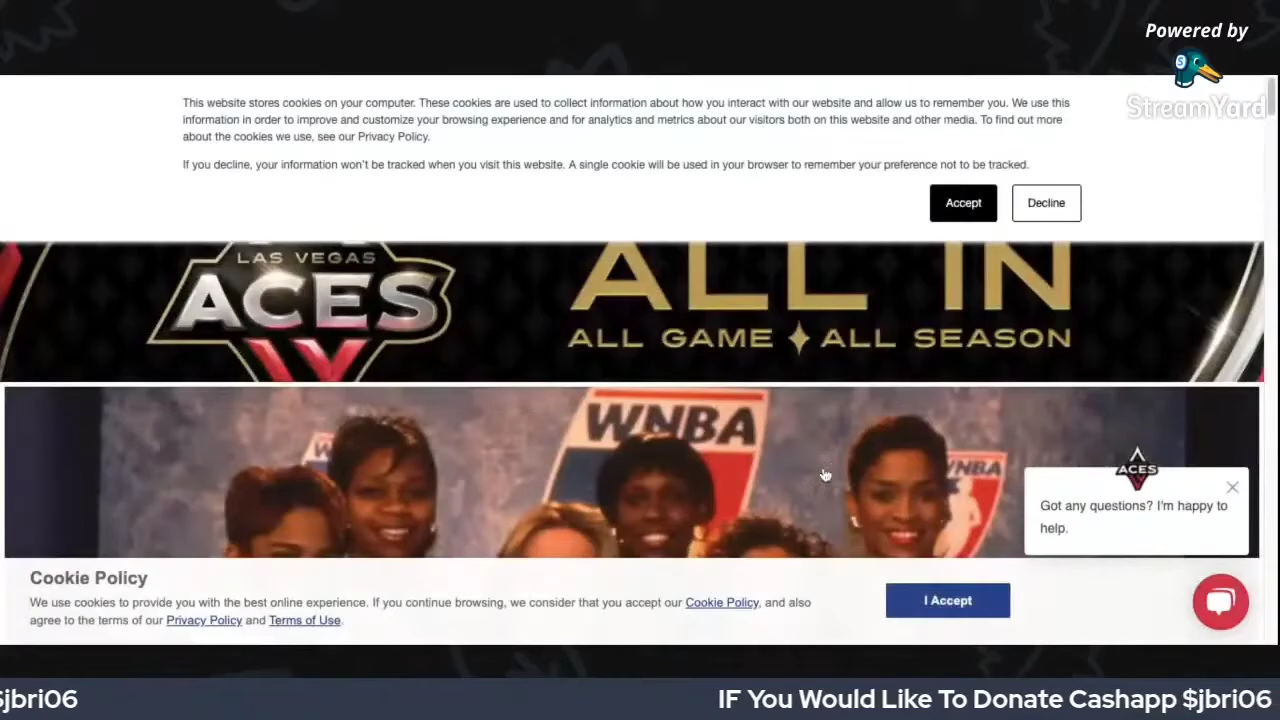 Powered by
StreamYard
This website stores cookies on your computer. These cookies are used to collect information about how you interact with our website and allow us to remember you. We use this
information in order to improve and customize your browsing experience and for analytics and metrics about our visitors both on this website and other media. To find out more
about the cookies we use, see our Privacy Policy.
If you decline, your information won't be tracked when you visit this website. A single cookie will be used in your browser to remember your preference not to be tracked.
Accept
Decline
LAS VEGAS
ACES
ALL IN
ALL GAME ALL SEASON
WNBA
WNBA
ACES
Got any questions? I'm happy to
help.
Cookie Policy
We use cookies to provide you with the best online experience. If you continue browsing, we consider that you accept our Cookie Policy, and also
agree to the terms of our Privacy Policy and Terms of Use.
I Accept
$jbri06
IF You Would Like To Donate Cashapp $jbri06